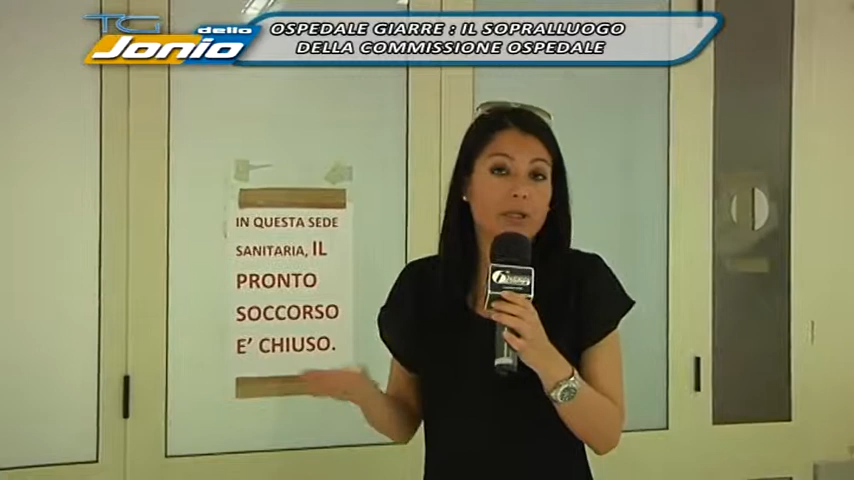 TG
dello
Jonio
OSPEDALE GIARRE : IL SOPRALLUOGO
DELLA COMMISSIONE OSPEDALE
IN QUESTA SEDE
SANITARIA, IL
PRONTO
SOCCORSO
E' CHIUSO.